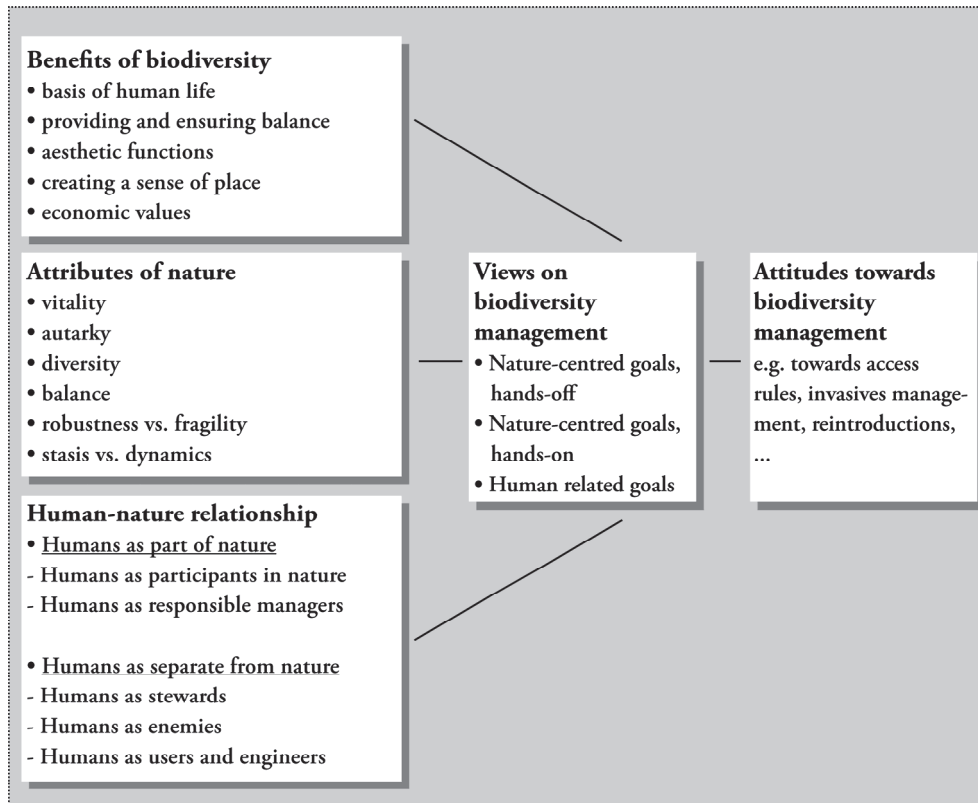 Benefits of biodiversity
• basis of human life
• providing and ensuring balance
• aesthetic functions
• creating a sense of place
• economic values
Attributes of nature
• vitality
• autarky
• diversity
• balance
• robustness vs. fragility
• stasis vs. dynamics
Human-nature relationship
• Humans as part of nature
- Humans as participants in nature
- Humans as responsible managers
• Humans as separate from nature
- Humans as stewards
- Humans as enemies
- Humans as users and engineers
Views on
biodiversity
management
• Nature-centred goals,
hands-off
• Nature-centred goals,
hands-on
• Human related goals
Attitudes towards
biodiversity
management
e.g. towards access
rules, invasives manage-
ment, reintroductions,
...